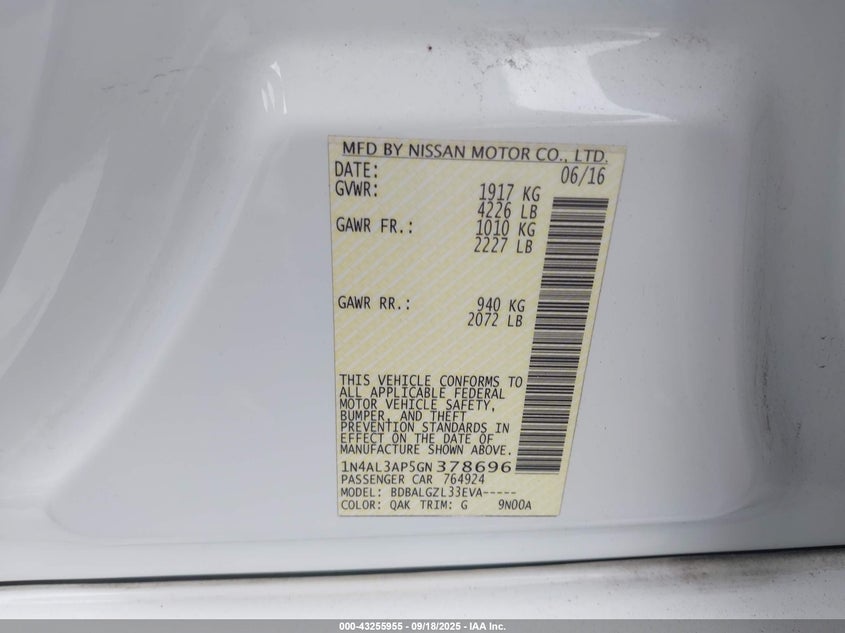 MFD BY NISSAN MOTOR CO., LTD.
DATE: 06/16
GVWR: 1917 KG
4226 LB
GAWR FR.: 1010 KG
2227 LB
GAWR RR.: 940 KG
2072 LB
THIS VEHICLE CONFORMS TO
ALL APPLICABLE FEDERAL
MOTOR VEHICLE SAFETY,
BUMPER, AND THEFT
PREVENTION STANDARDS IN
EFFECT ON THE DATE OF
MANUFACTURE SHOWN ABOVE.
1N4AL3AP5GN378696
PASSENGER CAR 764924
MODEL: BDBALGZL33EVA-----
COLOR: QAK TRIM: G 9N00A
000-43255955 - 09/18/2025 - IAA Inc.